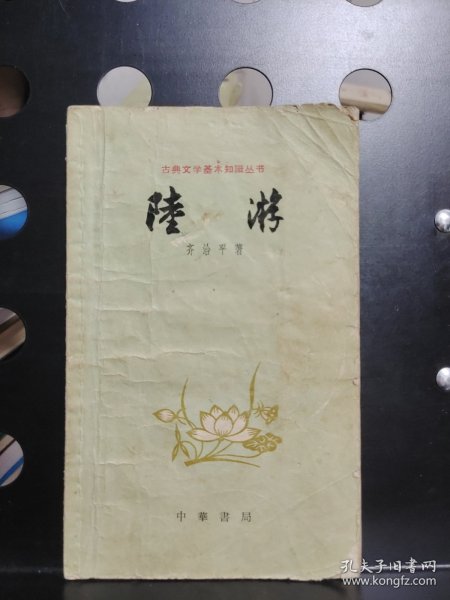 古典文学基本知識丛书
陸游
齐治平著
中華書局
孔夫子旧书网
www.kongfz.com